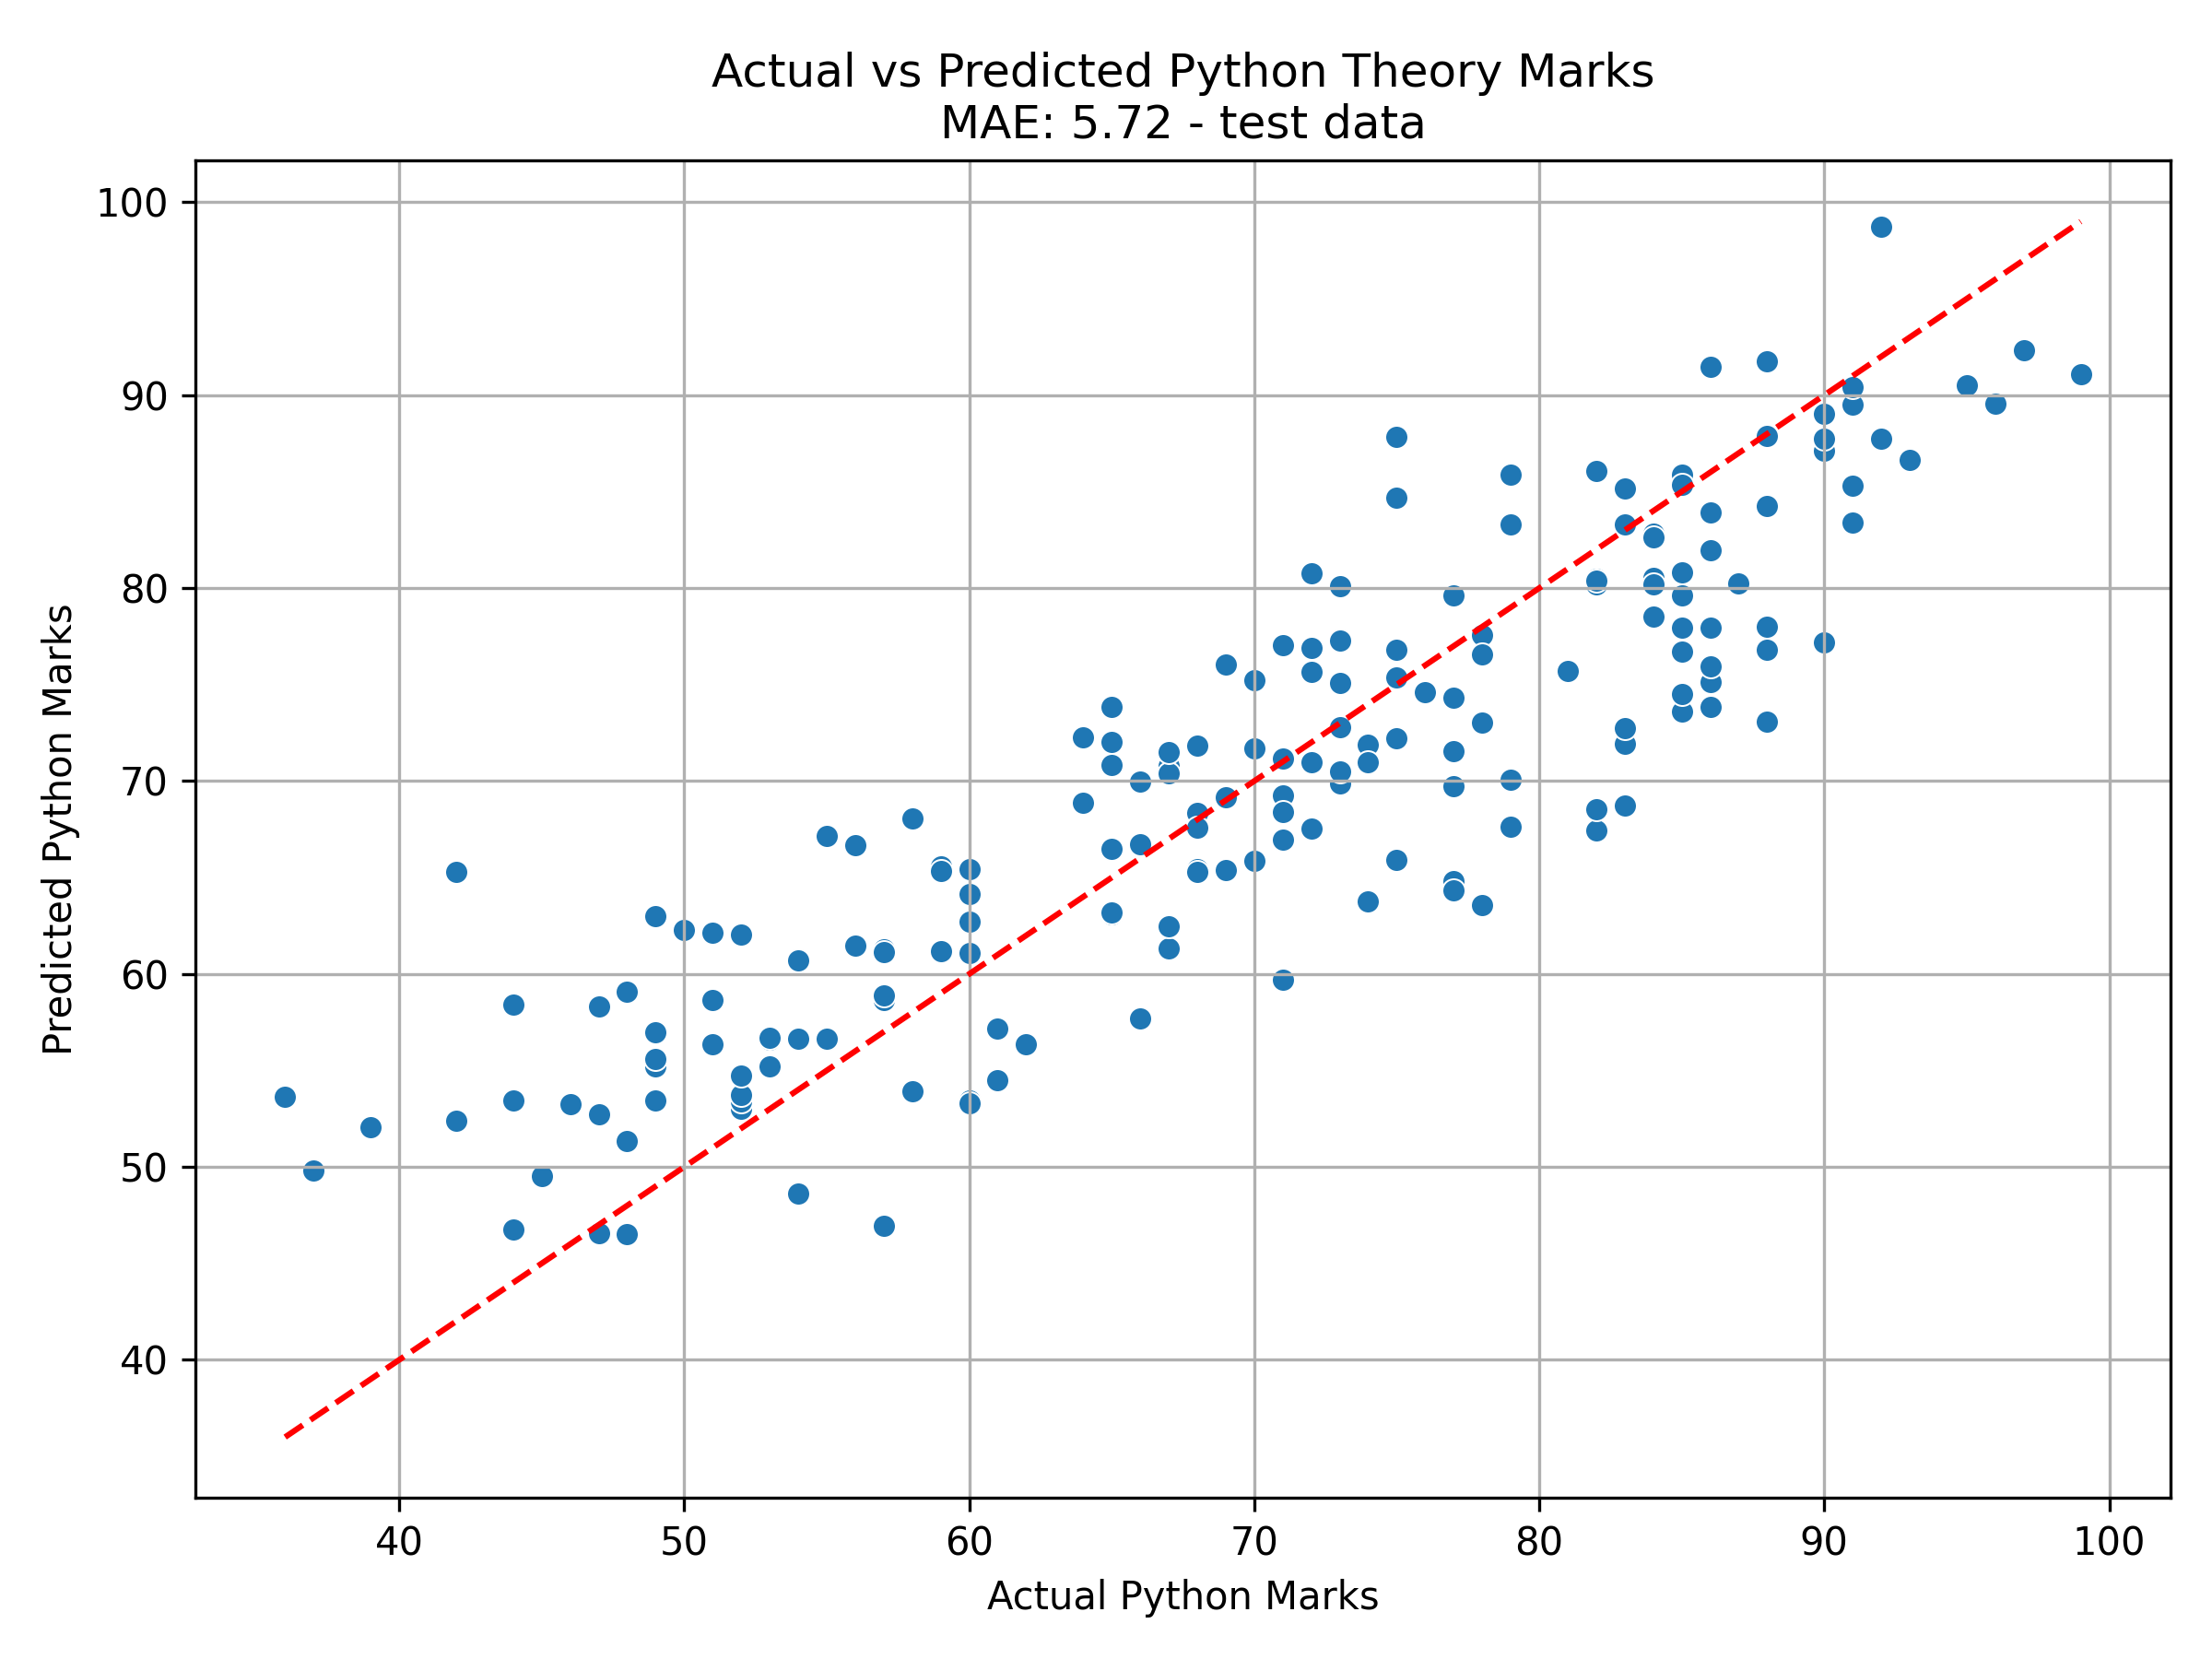 Actual vs Predicted Python Theory Marks
MAE: 5.72 - test data
100
90
80
70
60
50
40
Predicted Python Marks
40 50 60 70 80 90 100
Actual Python Marks